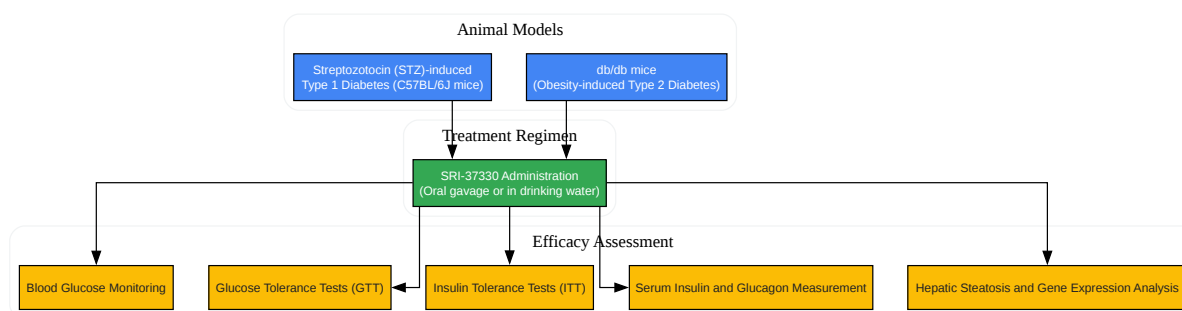 Animal Models
Streptozotocin (STZ)-induced
Type 1 Diabetes (C57BL/6J mice)
db/db mice
(Obesity-induced Type 2 Diabetes)
Treatment Regimen
SRI-37330 Administration
(Oral gavage or in drinking water)
Efficacy Assessment
Blood Glucose Monitoring
Glucose Tolerance Tests (GTT)
Insulin Tolerance Tests (ITT)
Serum Insulin and Glucagon Measurement
Hepatic Steatosis and Gene Expression Analysis